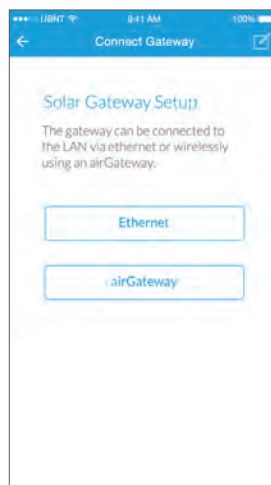 UBNT 9:41 AM 100%
Connect Gateway
Solar Gateway Setup
The gateway can be connected to
the LAN via ethernet or wirelessly
using an airGateway.
Ethernet
airGateway